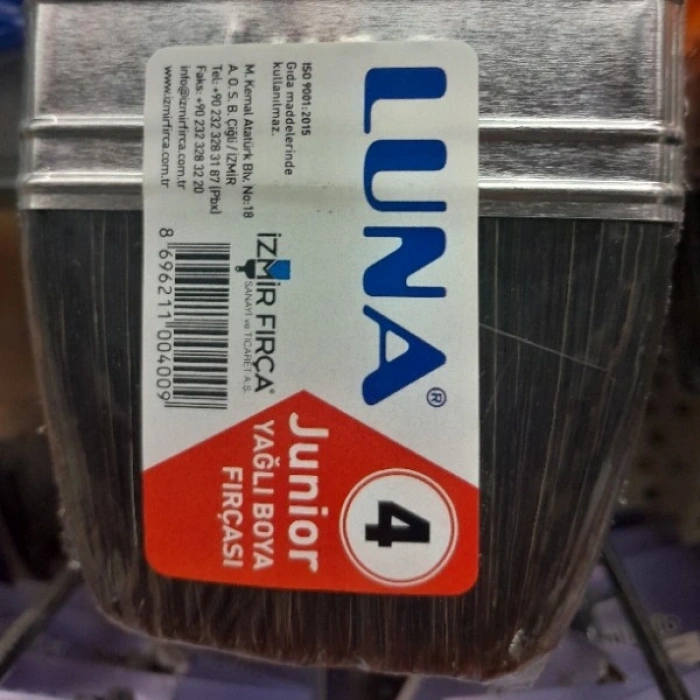 LUNA®
ISO 9001:2015
Gıda maddelerinde
kullanılmaz.
M. Kemal Atatürk Blv. No:18
A.O.S.B. Çiğli / İZMİR
Tel: +90 232 328 31 87 (Pbx)
Faks: +90 232 328 32 20
info@izmirfirca.com.tr
www.izmirfirca.com.tr
İZMİR FIRÇA®
SANAYİ ve TİCARET A.Ş.
8 696211 004009
4
Junior
YAĞLI BOYA
FIRÇASI